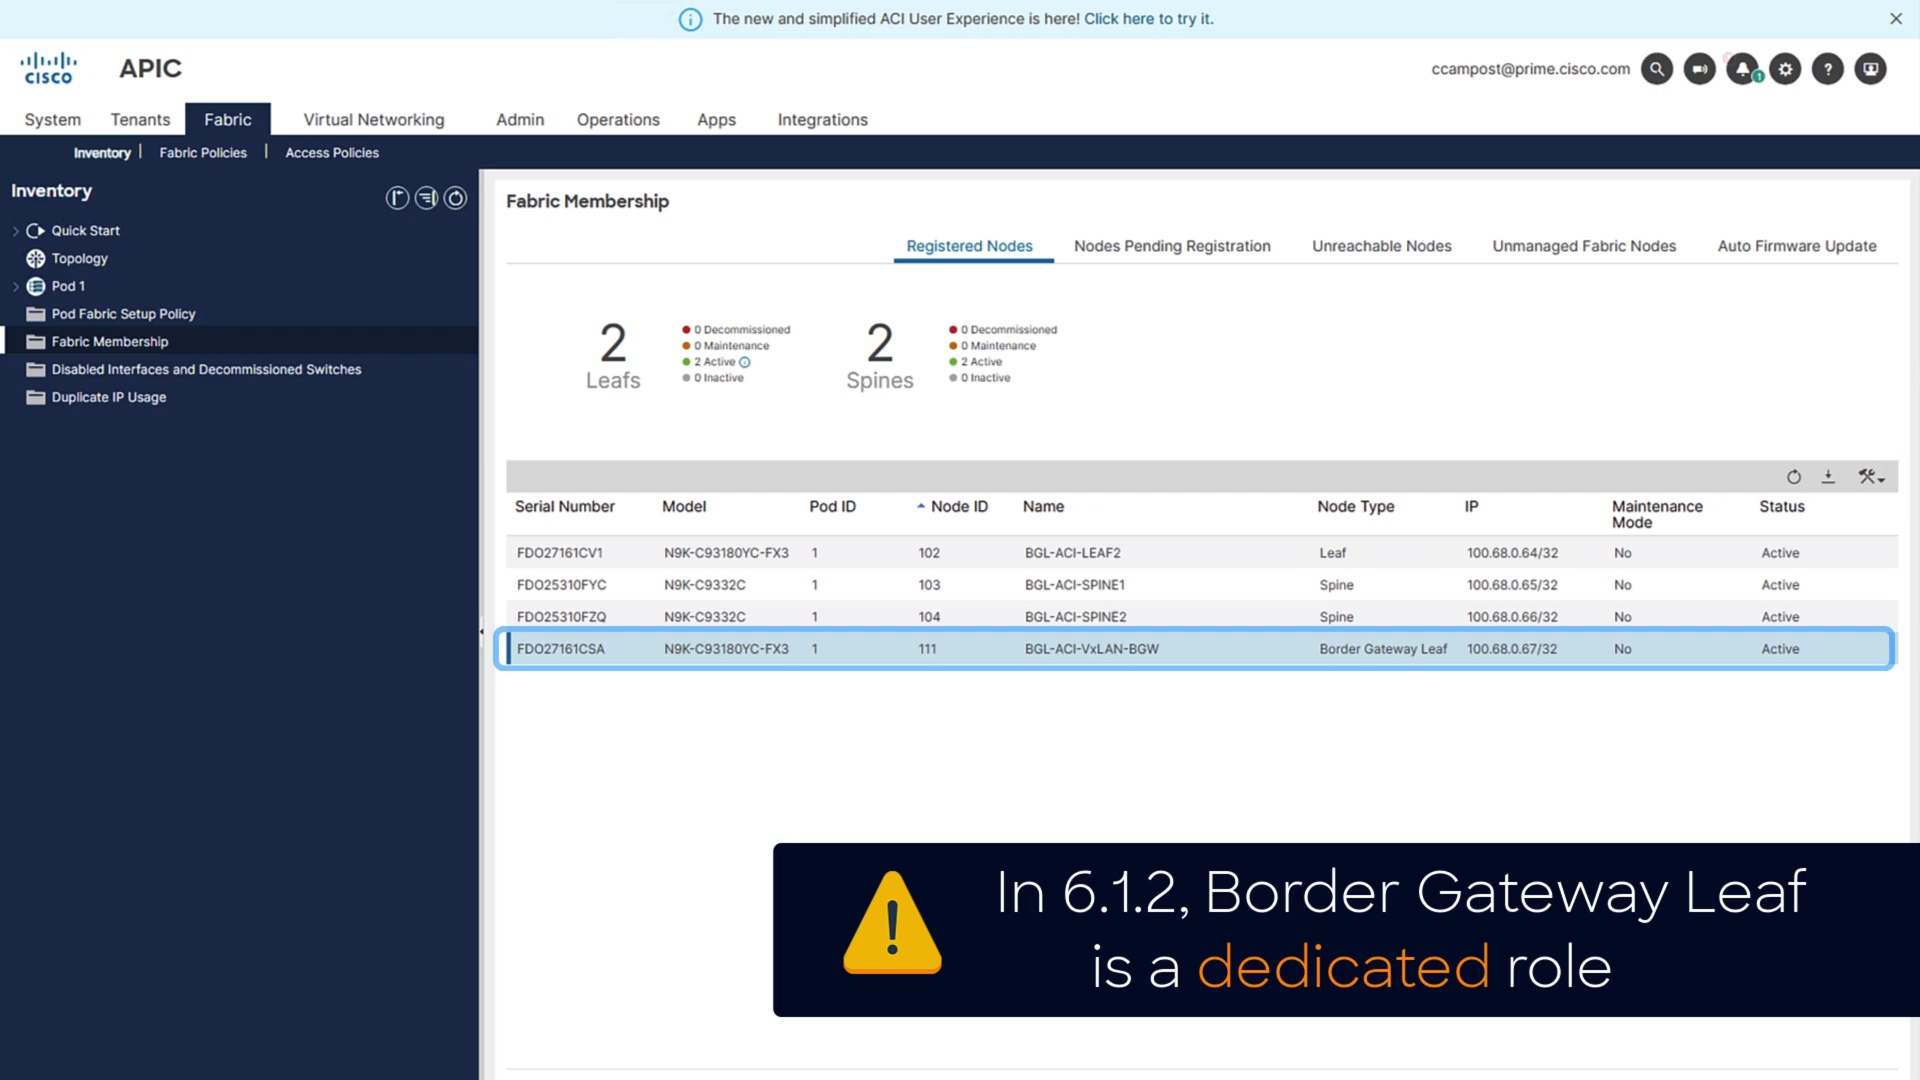 The new and simplified ACI User Experience is here! Click here to try it.
CISCO
APIC
ccampost@prime.cisco.com
1
System
Tenants
Fabric
Virtual Networking
Admin
Operations
Apps
Integrations
Inventory
Fabric Policies
Access Policies
Inventory
Quick Start
Topology
Pod 1
Pod Fabric Setup Policy
Fabric Membership
Disabled Interfaces and Decommissioned Switches
Duplicate IP Usage
Fabric Membership
Registered Nodes
Nodes Pending Registration
Unreachable Nodes
Unmanaged Fabric Nodes
Auto Firmware Update
2
Leafs
0 Decommissioned
0 Maintenance
2 Active
0 Inactive
2
Spines
0 Decommissioned
0 Maintenance
2 Active
0 Inactive
Serial Number Model Pod ID Node ID Name Node Type IP Maintenance Mode Status
FDO27161CV1 N9K-C93180YC-FX3 1 102 BGL-ACI-LEAF2 Leaf 100.68.0.64/32 No Active
FDO25310FYC N9K-C9332C 1 103 BGL-ACI-SPINE1 Spine 100.68.0.65/32 No Active
FDO25310FZQ N9K-C9332C 1 104 BGL-ACI-SPINE2 Spine 100.68.0.66/32 No Active
FDO27161CSA N9K-C93180YC-FX3 1 111 BGL-ACI-VxLAN-BGW Border Gateway Leaf 100.68.0.67/32 No Active
In 6.1.2, Border Gateway Leaf
is a dedicated role